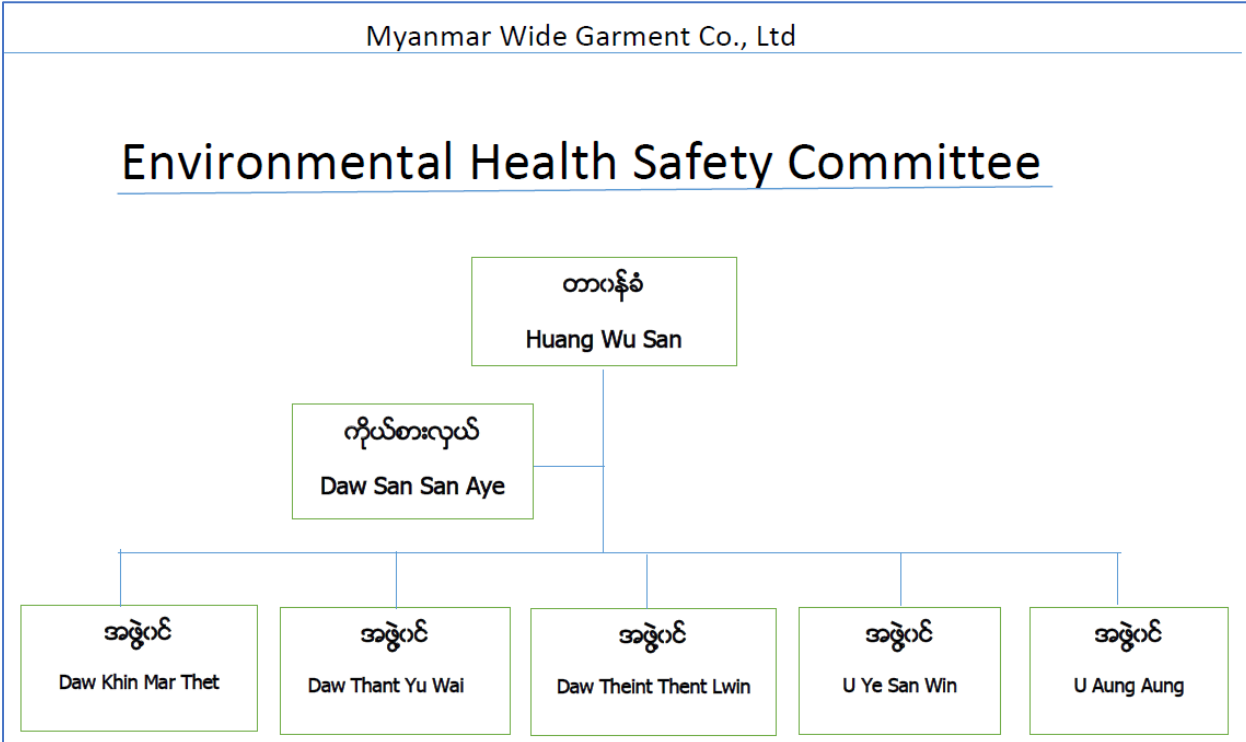 Myanmar Wide Garment Co., Ltd
Environmental Health Safety Committee
တာဝန်ခံ
Huang Wu San
ကိုယ်စားလှယ်
Daw San San Aye
အဖွဲ့ဝင်
Daw Khin Mar Thet
အဖွဲ့ဝင်
Daw Thant Yu Wai
အဖွဲ့ဝင်
Daw Theint Thent Lwin
အဖွဲ့ဝင်
U Ye San Win
အဖွဲ့ဝင်
U Aung Aung